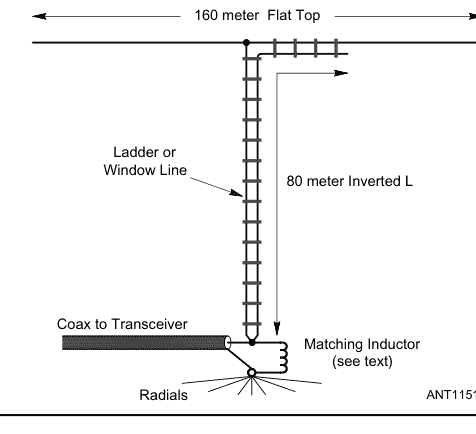 160 meter Flat Top
Ladder or
Window Line
80 meter Inverted L
Coax to Transceiver
Matching Inductor
(see text)
Radials
ANT1151